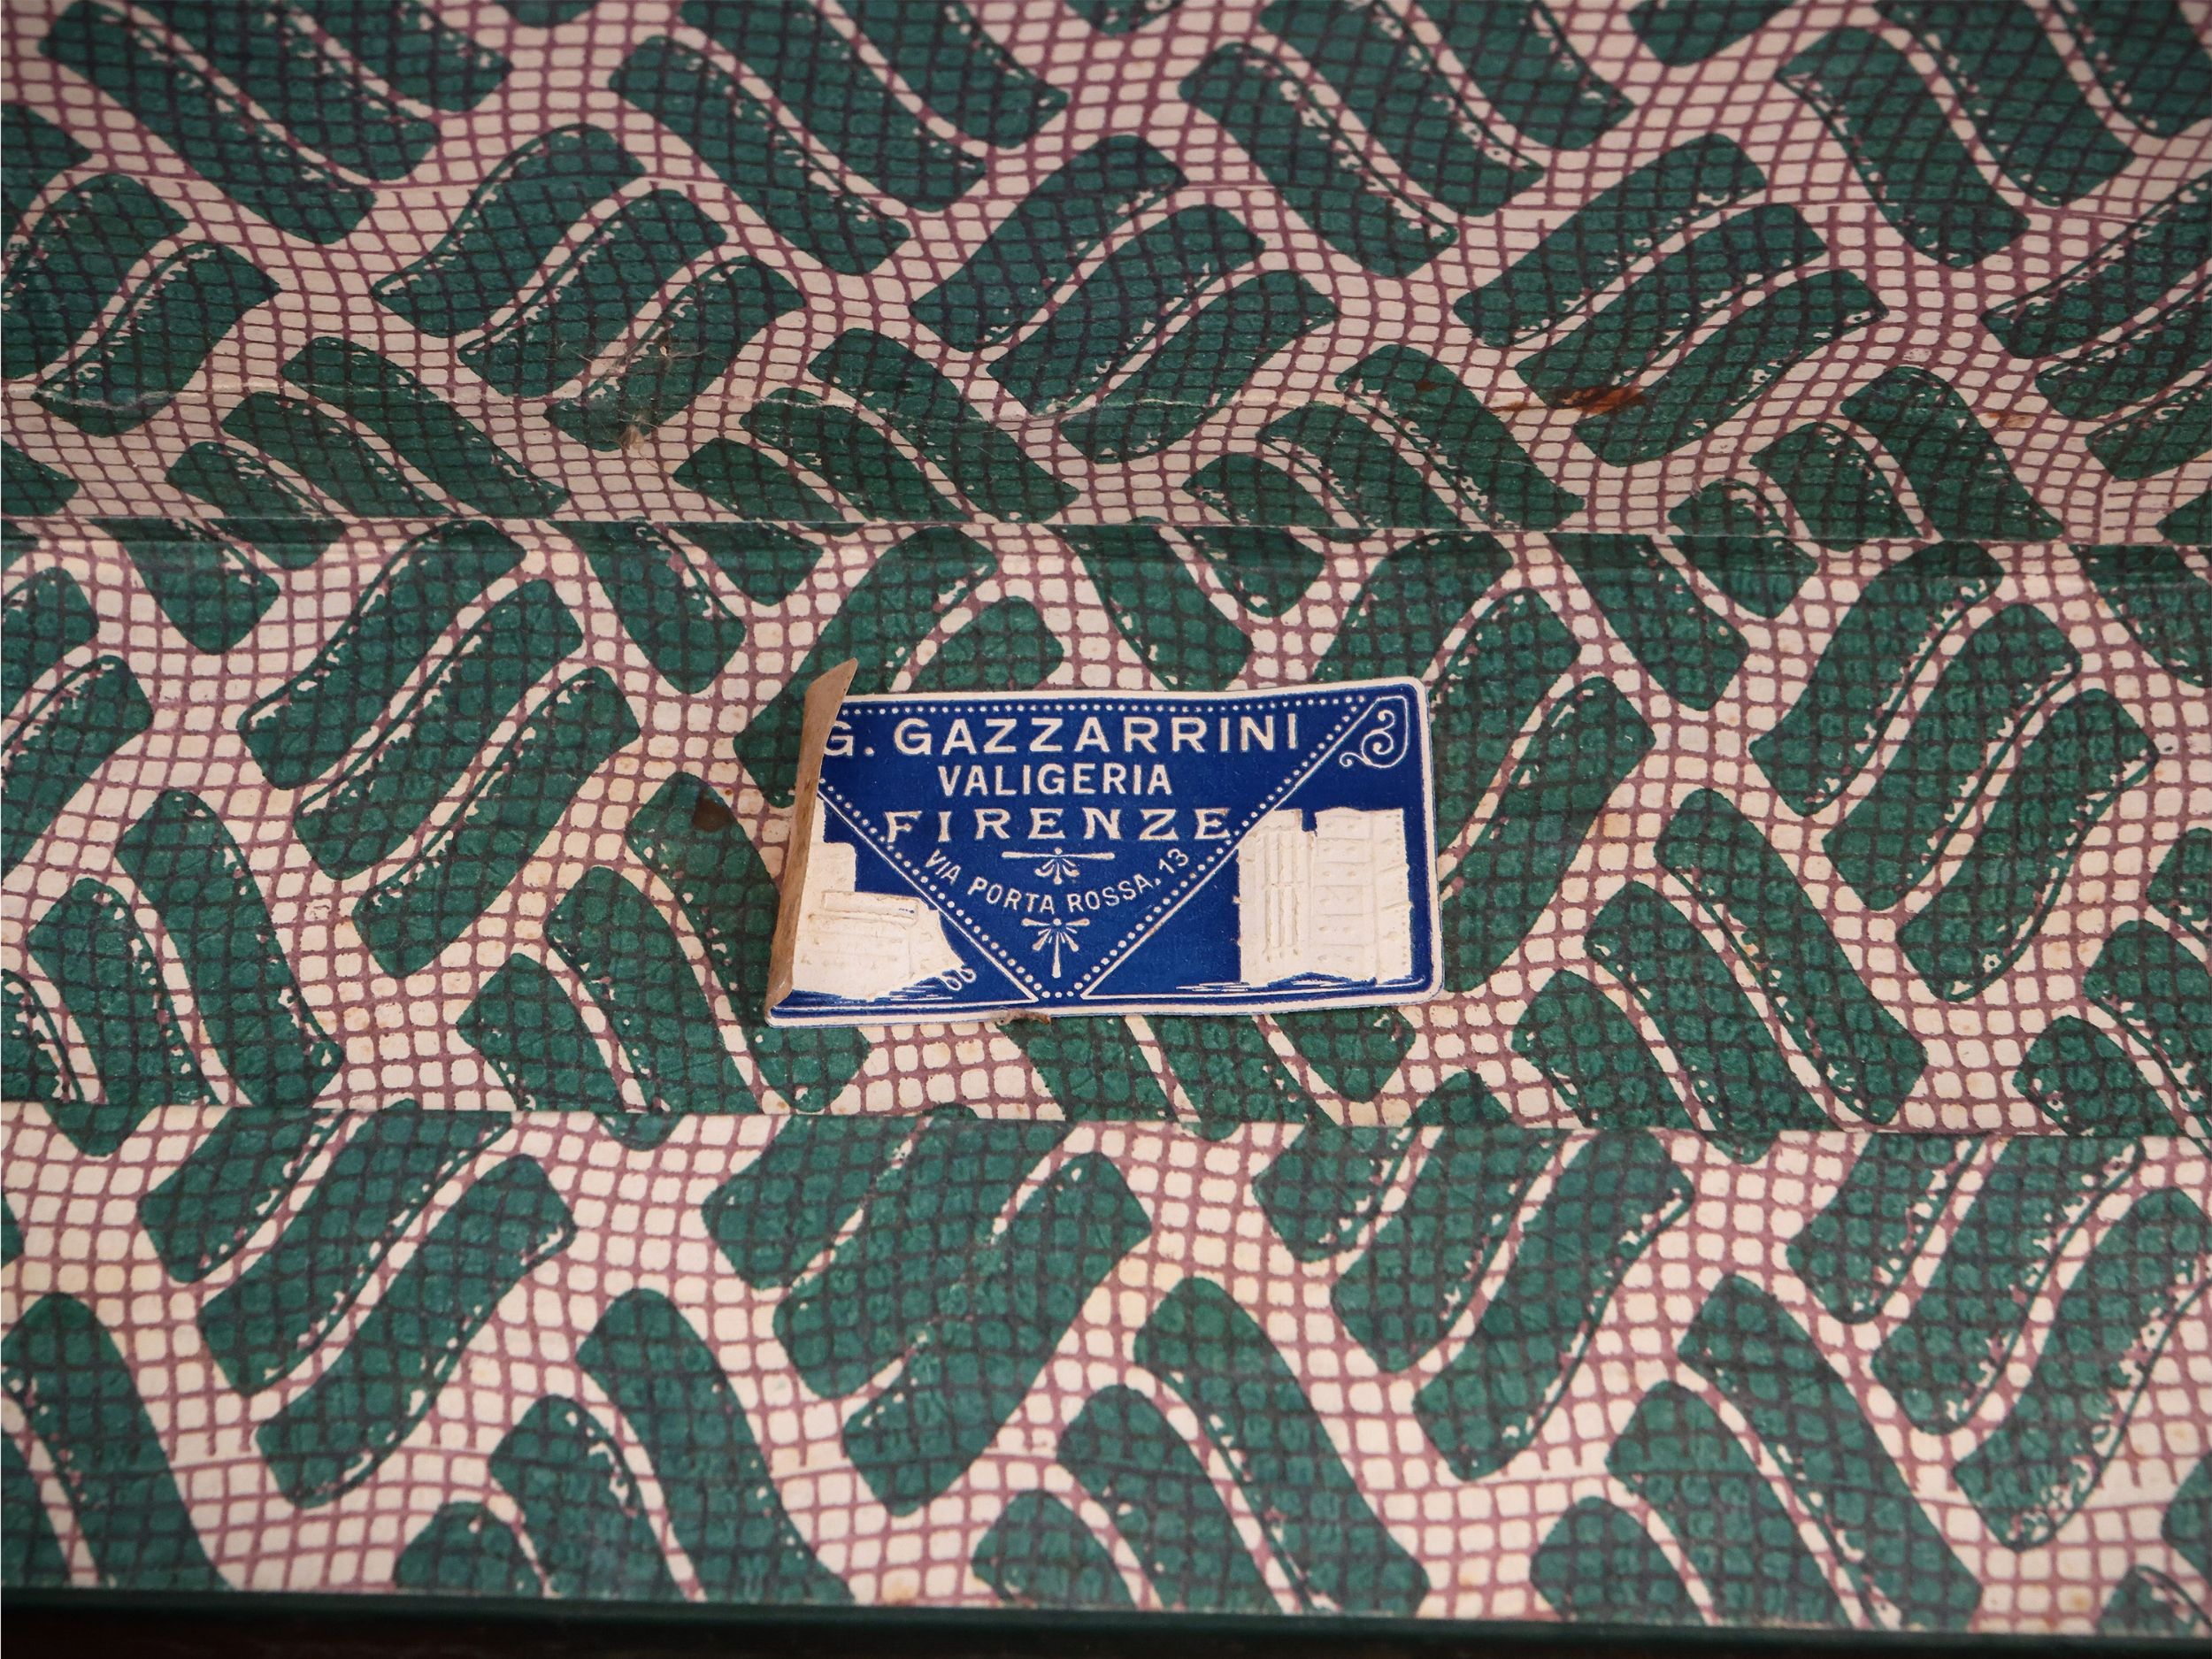 G. GAZZARRINI
VALIGERIA
FIRENZE
VIA PORTA ROSSA. 13